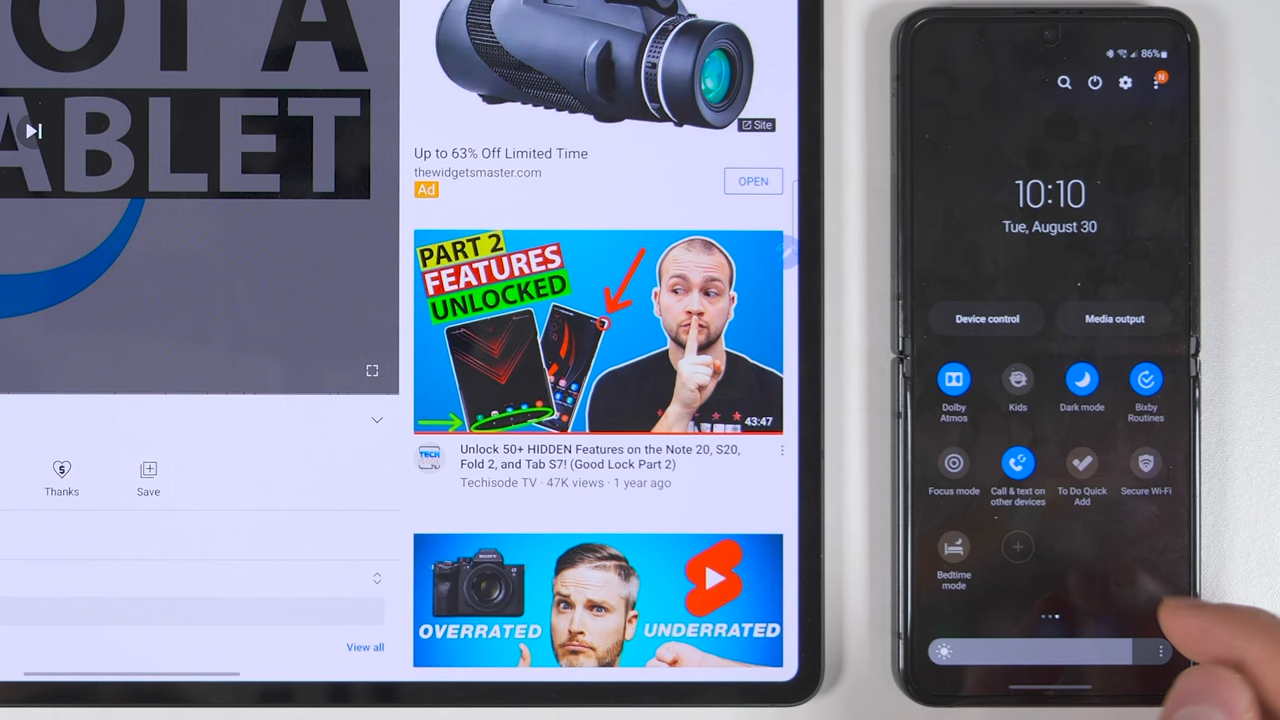 OT A
ABLET
Site
Up to 63% Off Limited Time
thewidgetsmaster.com
Ad
OPEN
PART 2
FEATURES
UNLOCKED
43:47
TECH
Unlock 50+ HIDDEN Features on the Note 20, S20,
Fold 2, and Tab S7! (Good Lock Part 2)
Techisode TV · 47K views · 1 year ago
Thanks
Save
View all
SONY
OVERRATED
UNDERRATED
86%
N
10:10
Tue, August 30
Device control
Media output
Dolby
Atmos
Kids
Dark mode
Bixby
Routines
Focus mode
Call & text on
other devices
To Do Quick
Add
Secure Wi-Fi
Bedtime
mode